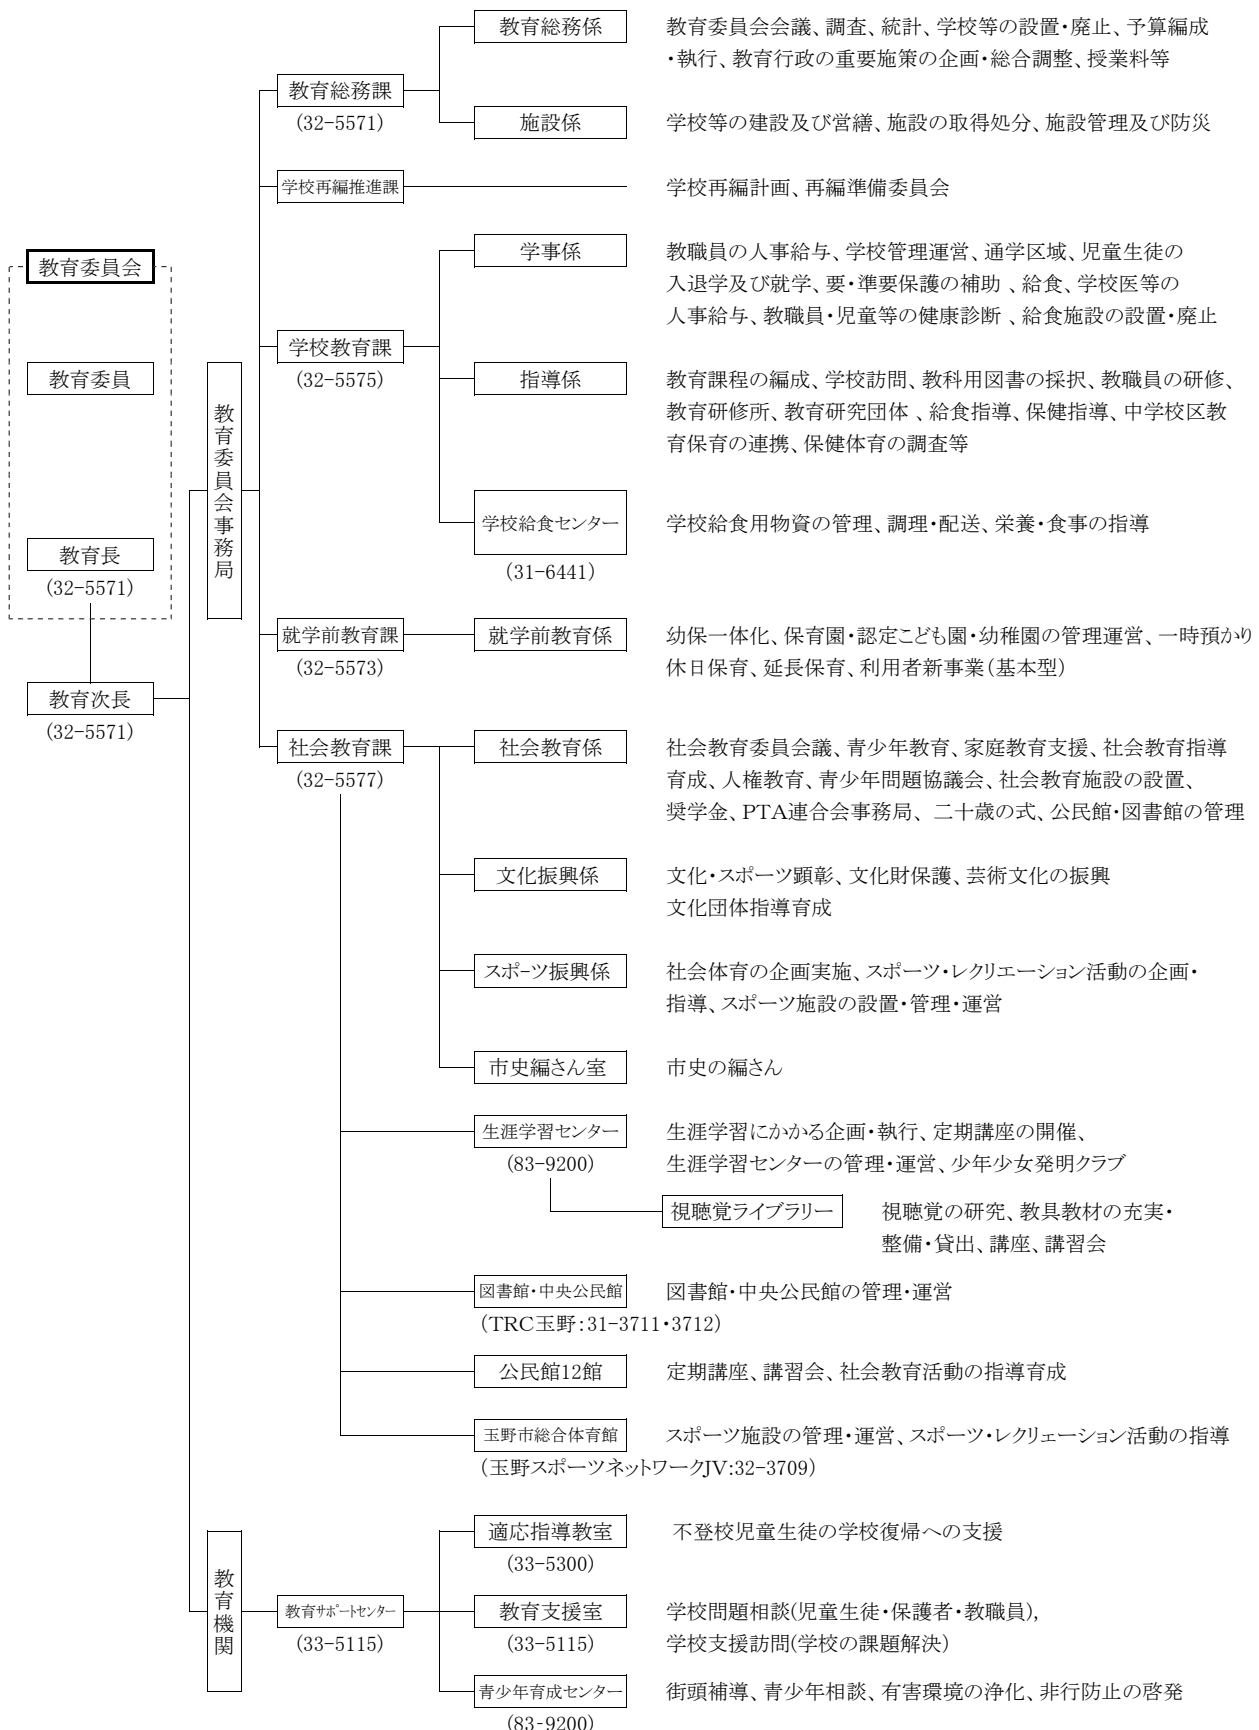 教育委員会
教育委員
教育長
(32-5571)
教育次長
(32-5571)
教育委員会事務局
教育総務課
(32-5571)
教育総務係
教育委員会会議、調査、統計、学校等の設置・廃止、予算編成
・執行、教育行政の重要施策の企画・総合調整、授業料等
施設係
学校等の建設及び営繕、施設の取得処分、施設管理及び防災
学校再編推進課
学校再編計画、再編準備委員会
学校教育課
(32-5575)
学事係
教職員の人事給与、学校管理運営、通学区域、児童生徒の
入退学及び就学、要・準要保護の補助 、給食、学校医等の
人事給与、教職員・児童等の健康診断 、給食施設の設置・廃止
指導係
教育課程の編成、学校訪問、教科用図書の採択、教職員の研修、
教育研修所、教育研究団体 、給食指導、保健指導、中学校区教
育保育の連携、保健体育の調査等
学校給食センター
(31-6441)
学校給食用物資の管理、調理・配送、栄養・食事の指導
就学前教育課
(32-5573)
就学前教育係
幼保一体化、保育園・認定こども園・幼稚園の管理運営、一時預かり
休日保育、延長保育、利用者新事業(基本型)
社会教育課
(32-5577)
社会教育係
社会教育委員会議、青少年教育、家庭教育支援、社会教育指導
育成、人権教育、青少年問題協議会、社会教育施設の設置、
奨学金、PTA連合会事務局、 二十歳の式、公民館・図書館の管理
文化振興係
文化・スポーツ顕彰、文化財保護、芸術文化の振興
文化団体指導育成
スポーツ振興係
社会体育の企画実施、スポーツ・レクリエーション活動の企画・
指導、スポーツ施設の設置・管理・運営
市史編さん室
市史の編さん
生涯学習センター
(83-9200)
生涯学習にかかる企画・執行、定期講座の開催、
生涯学習センターの管理・運営、少年少女発明クラブ
視聴覚ライブラリー
視聴覚の研究、教具教材の充実・
整備・貸出、講座、講習会
図書館・中央公民館
(TRC玉野:31-3711・3712)
図書館・中央公民館の管理・運営
公民館12館
定期講座、講習会、社会教育活動の指導育成
玉野市総合体育館
(玉野スポーツネットワークJV:32-3709)
スポーツ施設の管理・運営、スポーツ・レクリェーション活動の指導
教育機関
教育サポートセンター
(33-5115)
適応指導教室
(33-5300)
不登校児童生徒の学校復帰への支援
教育支援室
(33-5115)
学校問題相談(児童生徒・保護者・教職員),
学校支援訪問(学校の課題解決)
青少年育成センター
(83-9200)
街頭補導、青少年相談、有害環境の浄化、非行防止の啓発